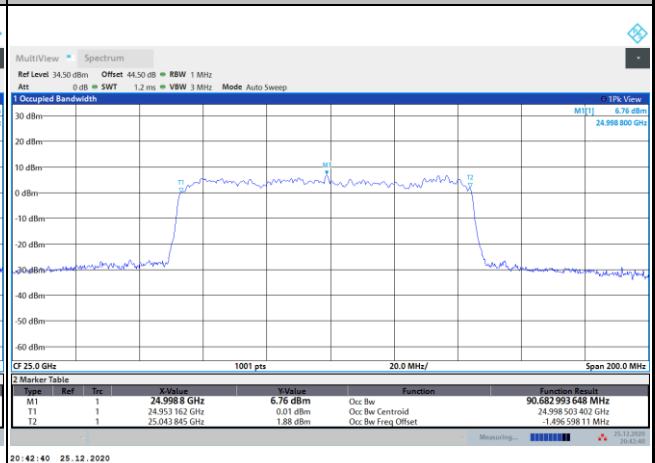 MultiView Spectrum
Ref Level 34.50 dBm Offset 44.50 dB RBW 1 MHz
Att 0 dB SWT 1.2 ms VBW 3 MHz Mode Auto Sweep
1 Occupied Bandwidth 1Pk View
M1[1] 6.76 dBm
24.998 800 GHz
30 dBm
20 dBm
10 dBm
M1
T1 T2
0 dBm
-10 dBm
-20 dBm
-30 dBm
-40 dBm
-50 dBm
-60 dBm
CF 25.0 GHz 1001 pts 20.0 MHz/ Span 200.0 MHz
2 Marker Table
Type Ref Trc X-Value Y-Value Function Function Result
M1 1 24.998 8 GHz 6.76 dBm Occ Bw 90.682 993 648 MHz
T1 1 24.953 162 GHz 0.01 dBm Occ Bw Centroid 24.998 503 402 GHz
T2 1 25.043 845 GHz 1.88 dBm Occ Bw Freq Offset -1.496 598 11 MHz
Measuring... 25.12.2020
20:42:40
20:42:40 25.12.2020